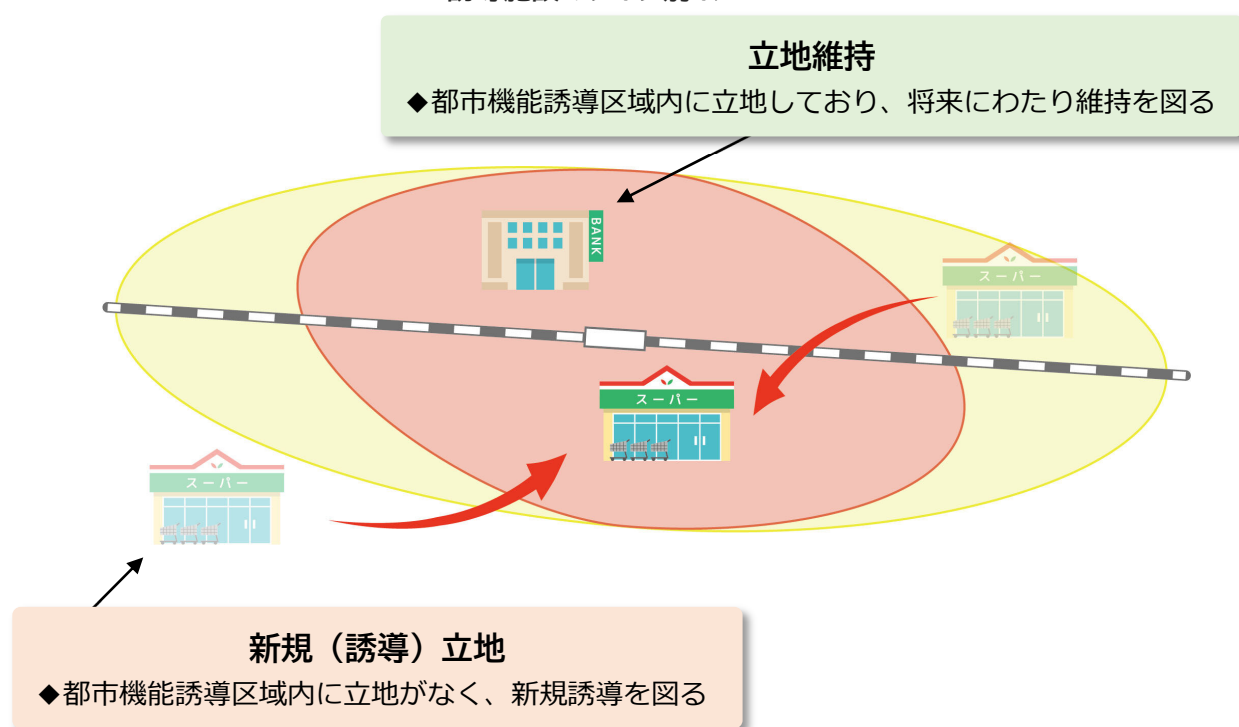 立地維持
◆都市機能誘導区域内に立地しており、将来にわたり維持を図る
BANK
スーパー
スーパー
スーパー
新規（誘導）立地
◆都市機能誘導区域内に立地がなく、新規誘導を図る